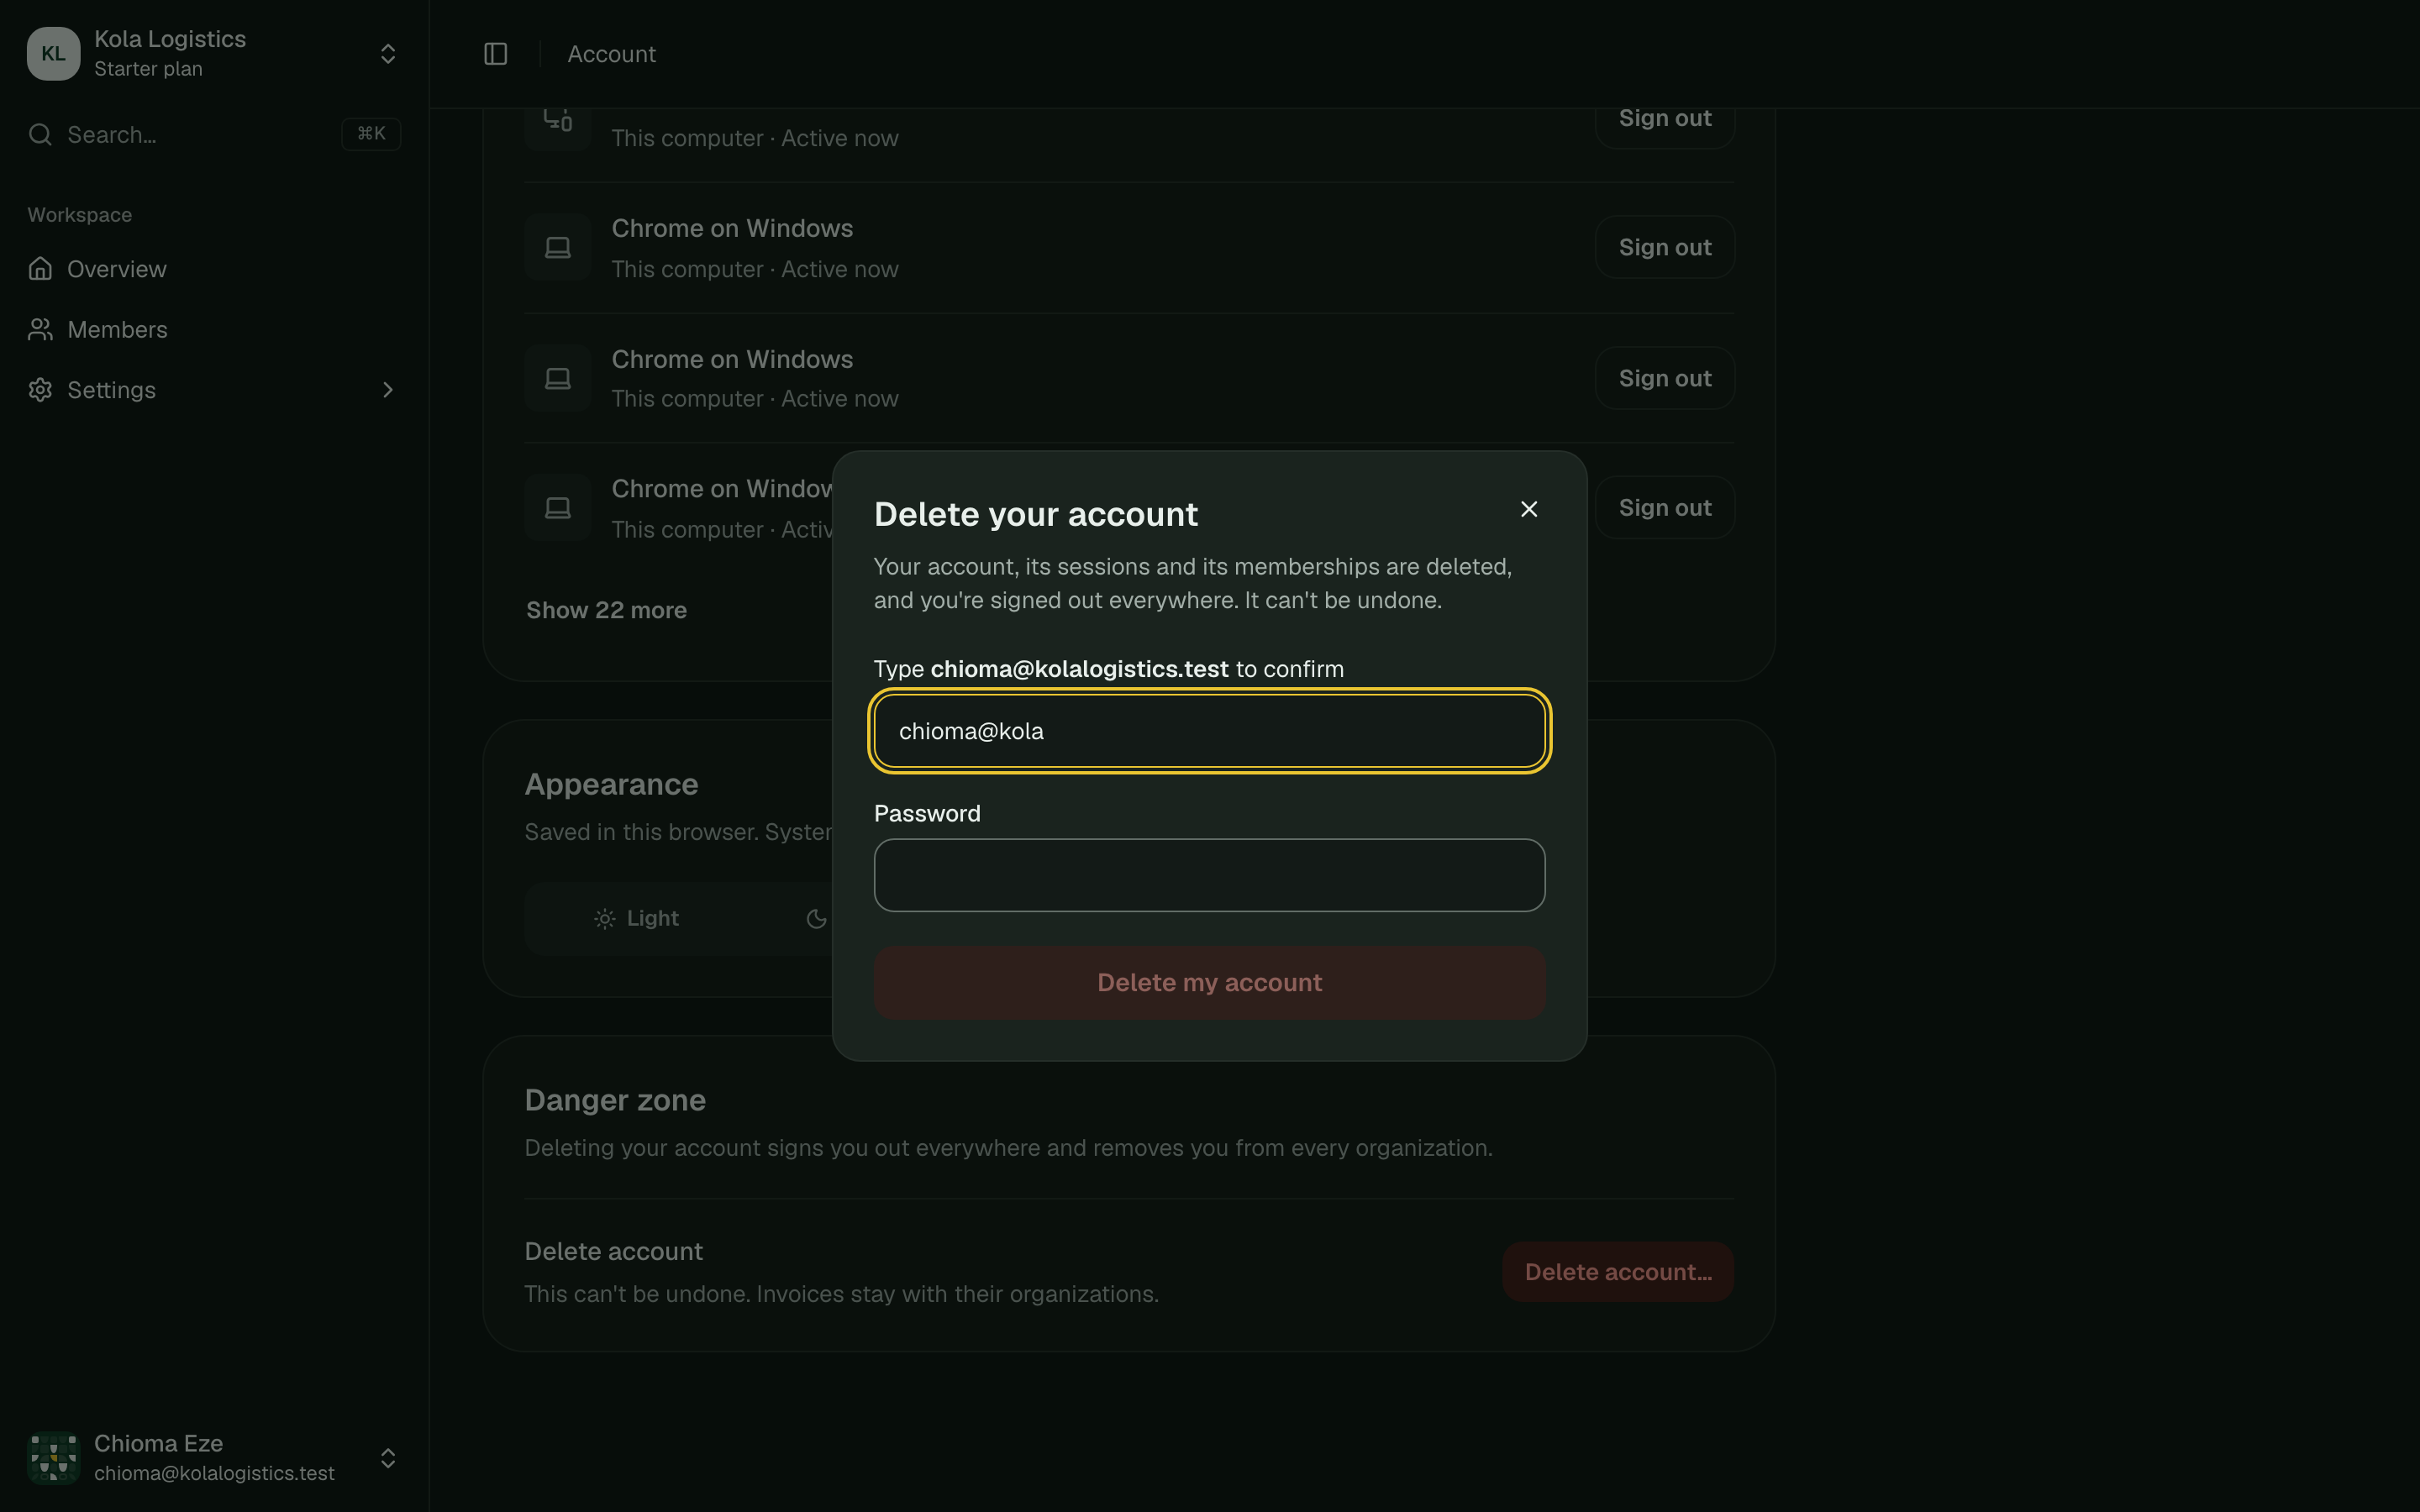 KL
Kola Logistics
Starter plan
Search...
⌘K
Workspace
Overview
Members
Settings
Account
This computer · Active now
Sign out
Chrome on Windows
This computer · Active now
Sign out
Chrome on Windows
This computer · Active now
Sign out
Chrome on Window
This computer · Activ
Sign out
Show 22 more
Appearance
Saved in this browser. System
Light
Delete your account
Your account, its sessions and its memberships are deleted,
and you're signed out everywhere. It can't be undone.
Type chioma@kolalogistics.test to confirm
chioma@kola
Password
Delete my account
Danger zone
Deleting your account signs you out everywhere and removes you from every organization.
Delete account
This can't be undone. Invoices stay with their organizations.
Delete account...
Chioma Eze
chioma@kolalogistics.test